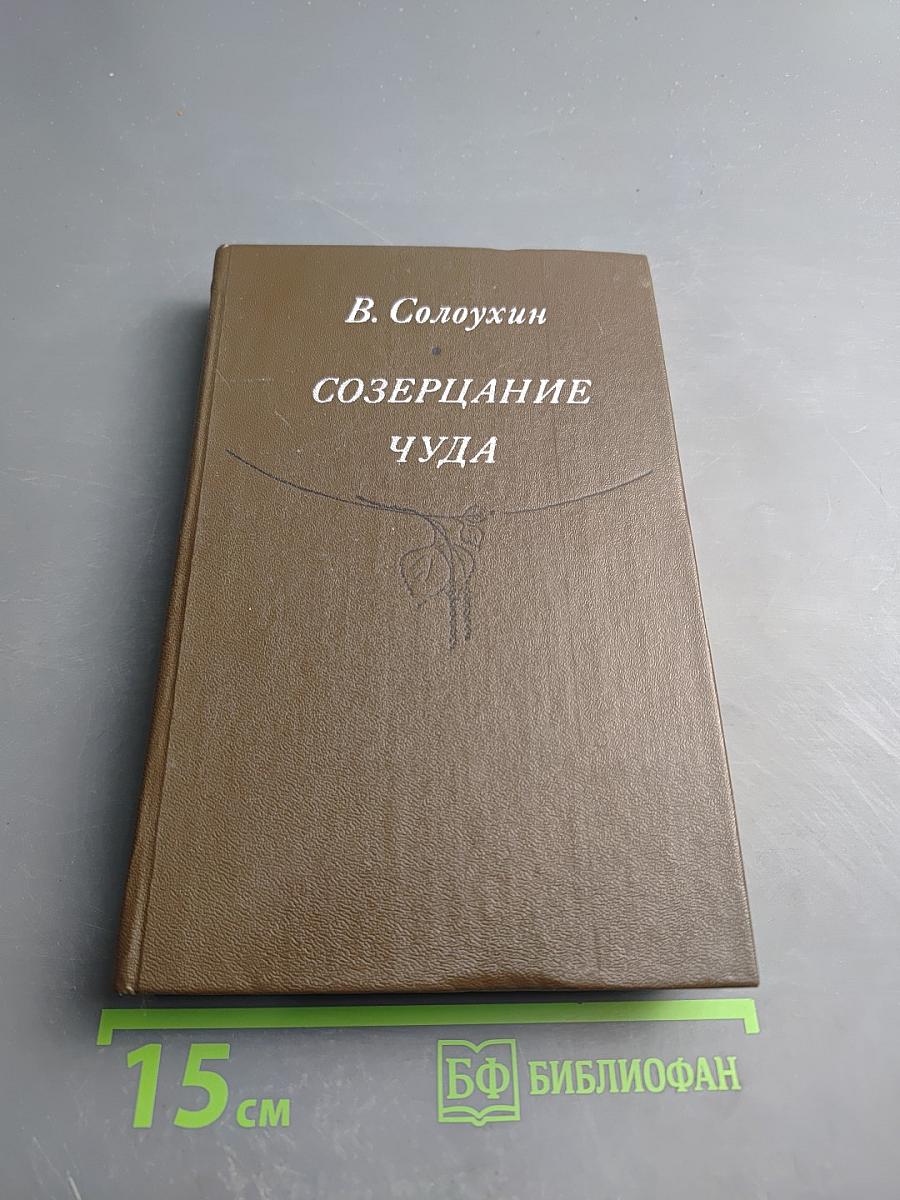 В. Солоухин
СОЗЕРЦАНИЕ
ЧУДА
15 см
БФ БИБЛИОФАН